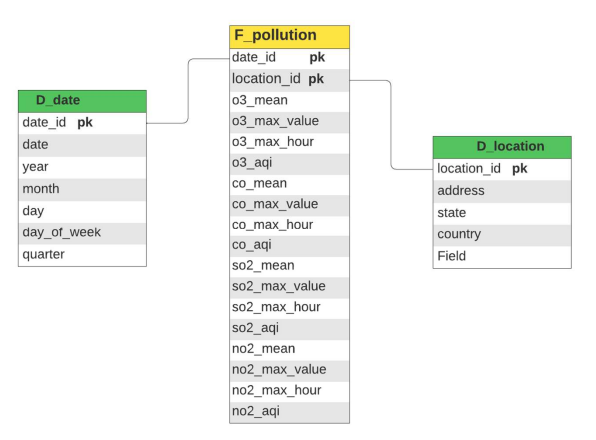 F_pollution
date_id pk
location_id pk
o3_mean
o3_max_value
o3_max_hour
o3_aqi
co_mean
co_max_value
co_max_hour
co_aqi
so2_mean
so2_max_value
so2_max_hour
so2_aqi
no2_mean
no2_max_value
no2_max_hour
no2_aqi
D_date
date_id pk
date
year
month
day
day_of_week
quarter
D_location
location_id pk
address
state
country
Field